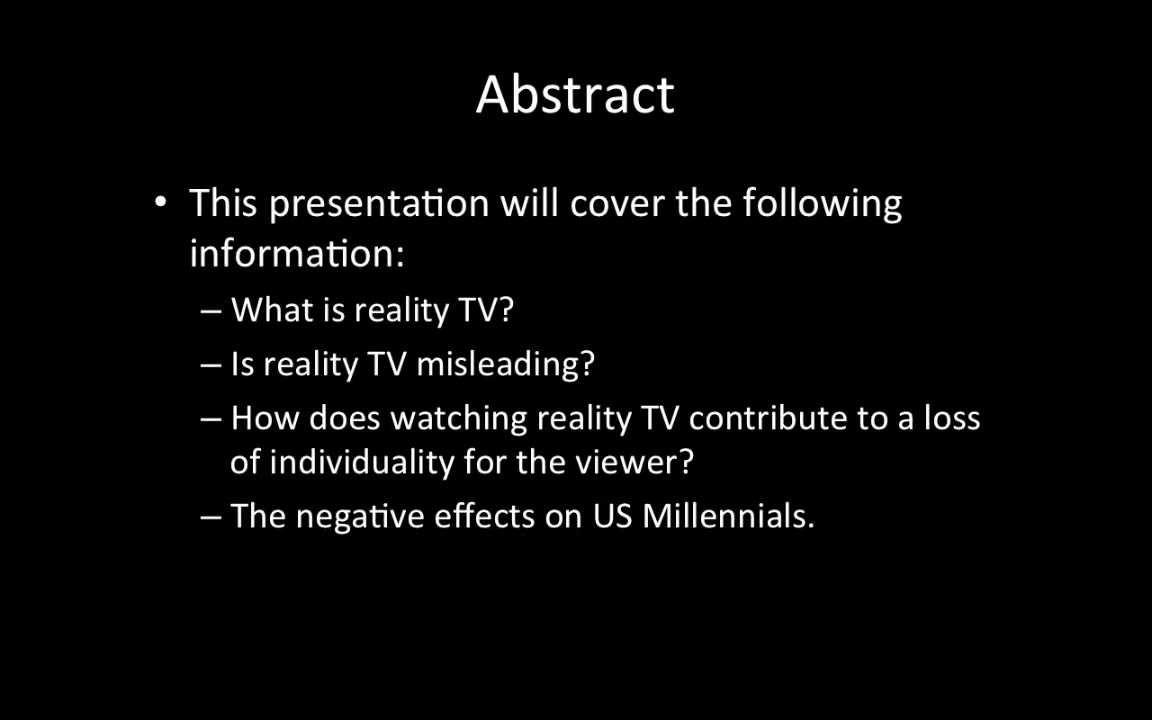 Abstract
• This presentation will cover the following
information:
– What is reality TV?
– Is reality TV misleading?
– How does watching reality TV contribute to a loss
of individuality for the viewer?
– The negative effects on US Millennials.